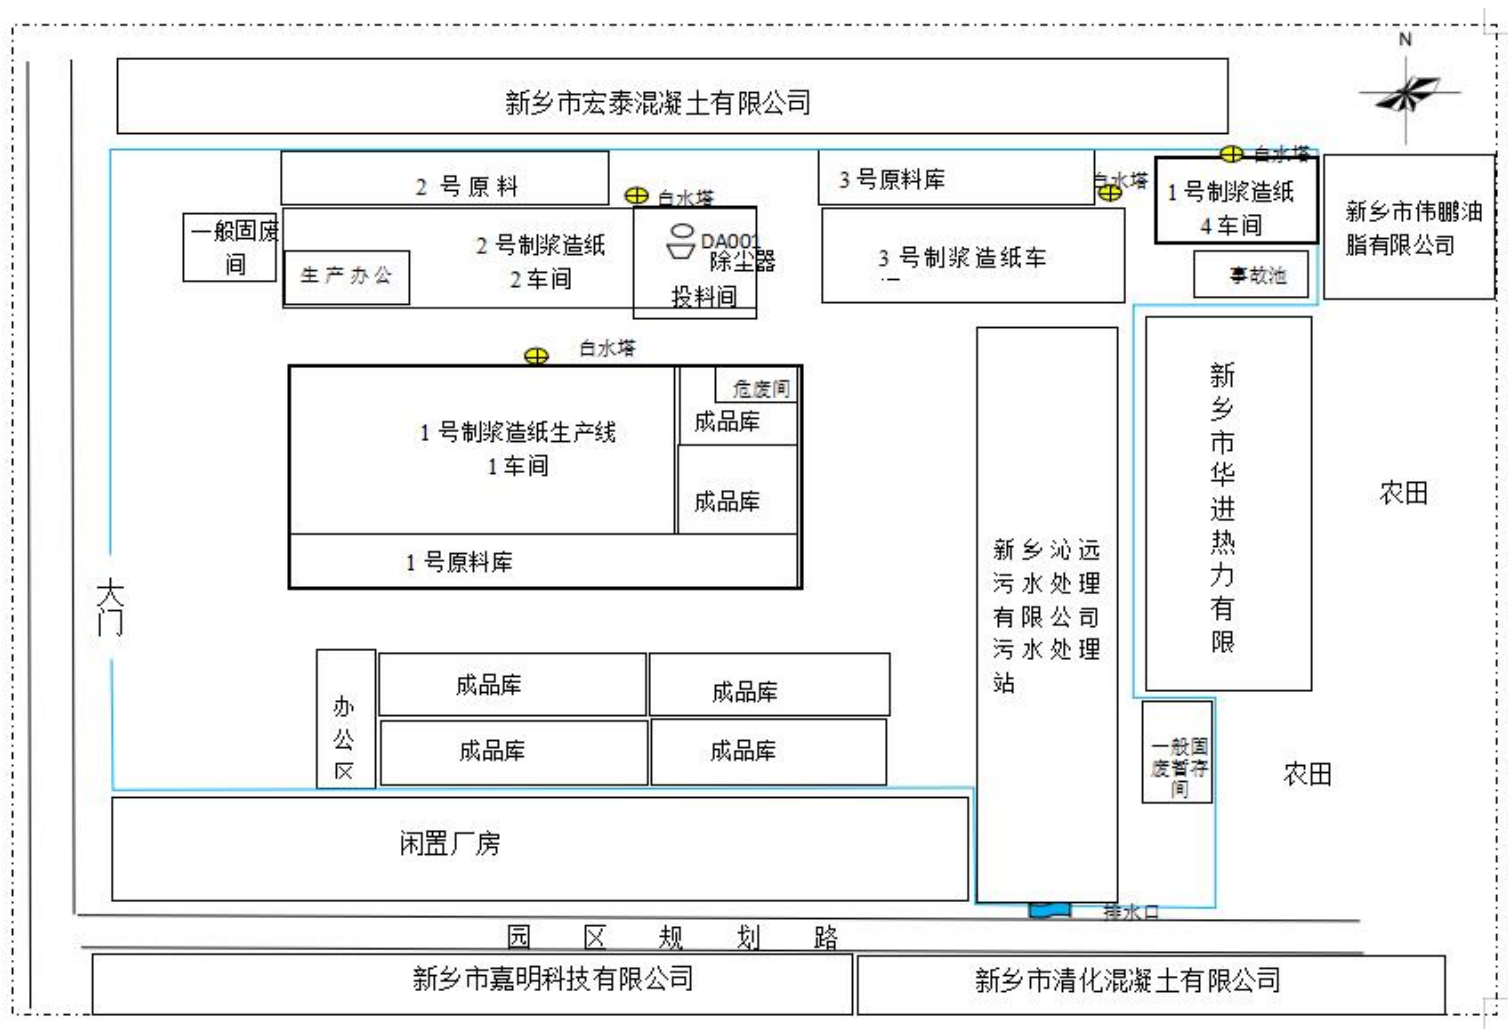 N
新乡市宏泰混凝土有限公司
白水塔
2 号原料
白水塔
3号原料库
白水塔
1号制浆造纸
4车间
新乡市伟鹏油
脂有限公司
一般固废
间
2 号制浆造纸
2车间
生产办公
DA001
除尘器
投料间
3 号制浆造纸车
事故池
白水塔
1 号制浆造纸生产线
1车间
危废间
成品库
成品库
1 号原料库
新乡市华进热力有限
农田
大门
新乡沁远
污水处理
有限公司
污水处理
站
办公区
成品库
成品库
成品库
成品库
一般固
废暂存
间
农田
闲置厂房
排水口
园区规划路
新乡市嘉明科技有限公司
新乡市清化混凝土有限公司